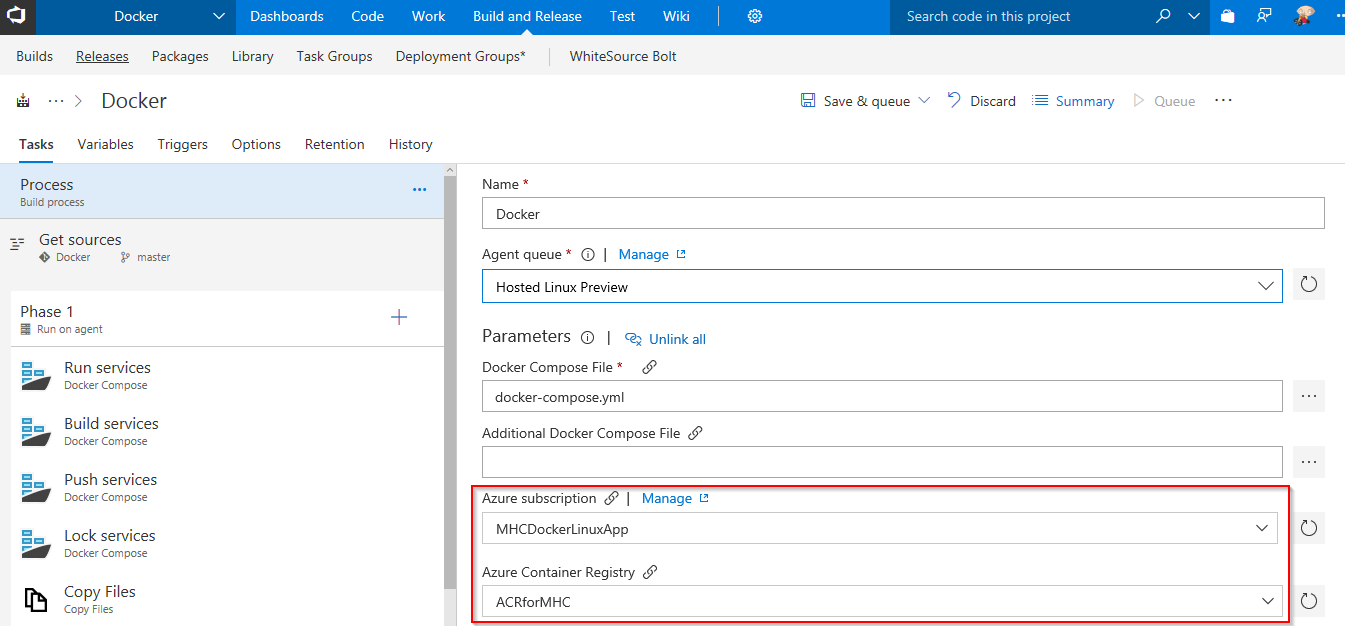 Docker Dashboards Code Work Build and Release Test Wiki Search code in this project
Builds Releases Packages Library Task Groups Deployment Groups* WhiteSource Bolt
··· Docker Save & queue Discard Summary Queue ···
Tasks Variables Triggers Options Retention History
Process
Build process
Get sources
Docker master
Phase 1
Run on agent
Run services
Docker Compose
Build services
Docker Compose
Push services
Docker Compose
Lock services
Docker Compose
Copy Files
Copy Files
Name *
Docker
Agent queue * | Manage
Hosted Linux Preview
Parameters | Unlink all
Docker Compose File *
docker-compose.yml
Additional Docker Compose File
Azure subscription | Manage
MHCDockerLinuxApp
Azure Container Registry
ACRforMHC